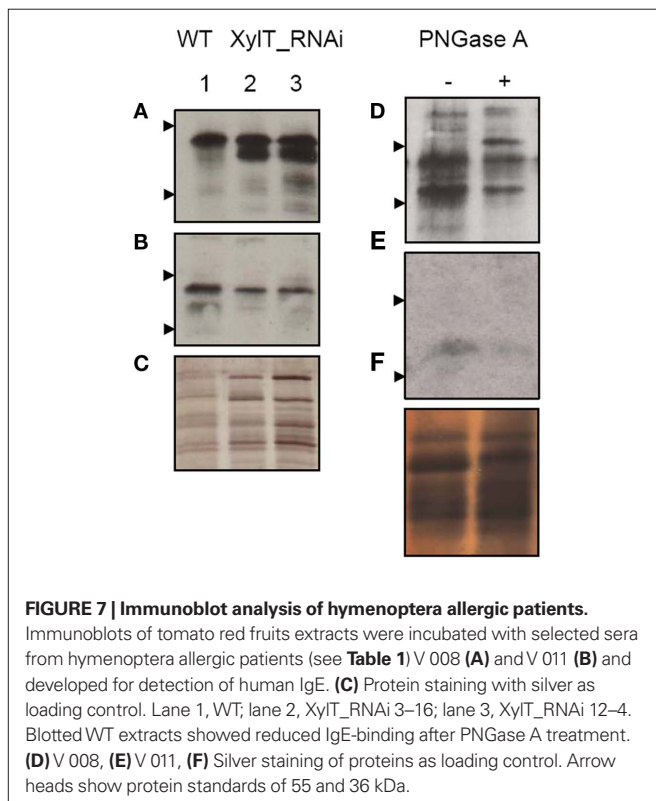 WT XylT_RNAi
1 2 3
PNGase A
- +
A
B
C
D
E
F
FIGURE 7 | Immunoblot analysis of hymenoptera allergic patients.
Immunoblots of tomato red fruits extracts were incubated with selected sera
from hymenoptera allergic patients (see Table 1) V 008 (A) and V 011 (B) and
developed for detection of human IgE. (C) Protein staining with silver as
loading control. Lane 1, WT; lane 2, XylT_RNAi 3–16; lane 3, XylT_RNAi 12–4.
Blotted WT extracts showed reduced IgE-binding after PNGase A treatment.
(D) V 008, (E) V 011, (F) Silver staining of proteins as loading control. Arrow
heads show protein standards of 55 and 36 kDa.